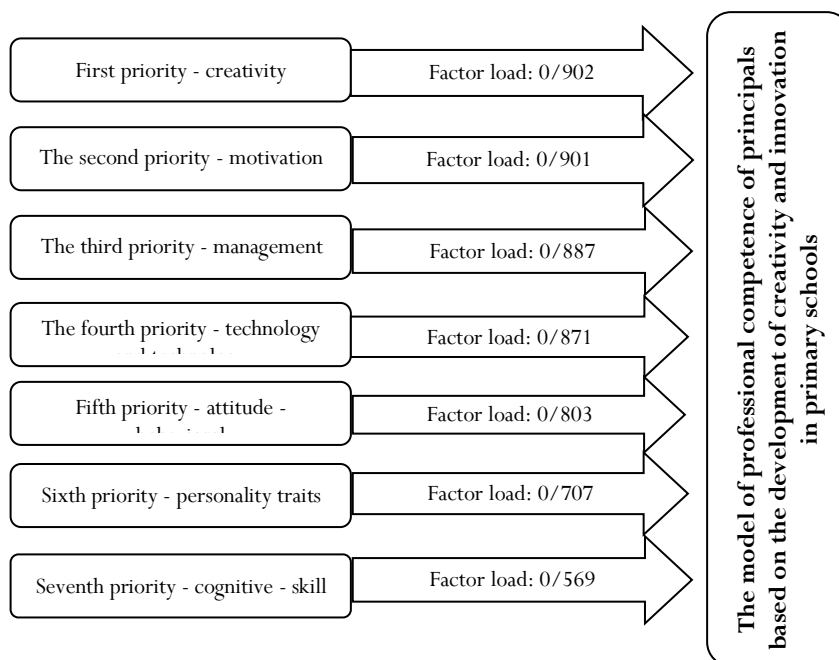 First priority - creativity
Factor load: 0/902
The second priority - motivation
Factor load: 0/901
The third priority - management
Factor load: 0/887
The fourth priority - technology
Factor load: 0/871
Fifth priority - attitude -
Factor load: 0/803
Sixth priority - personality traits
Factor load: 0/707
Seventh priority - cognitive - skill
Factor load: 0/569
The model of professional competence of principals
based on the development of creativity and innovation
in primary schools